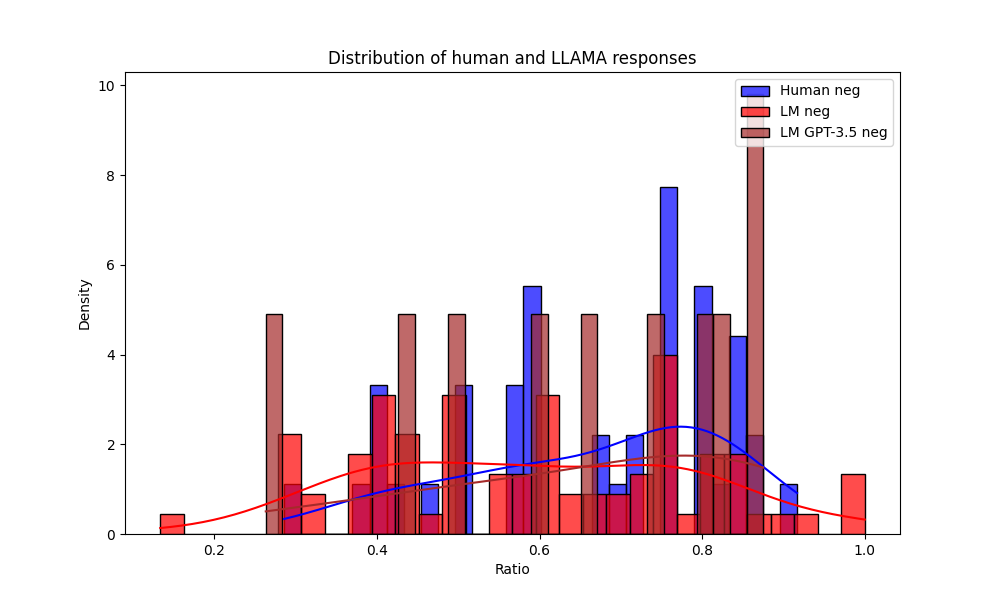 Distribution of human and LLAMA responses
Human neg
LM neg
LM GPT-3.5 neg
10
8
6
4
2
0
Density
0.2 0.4 0.6 0.8 1.0
Ratio